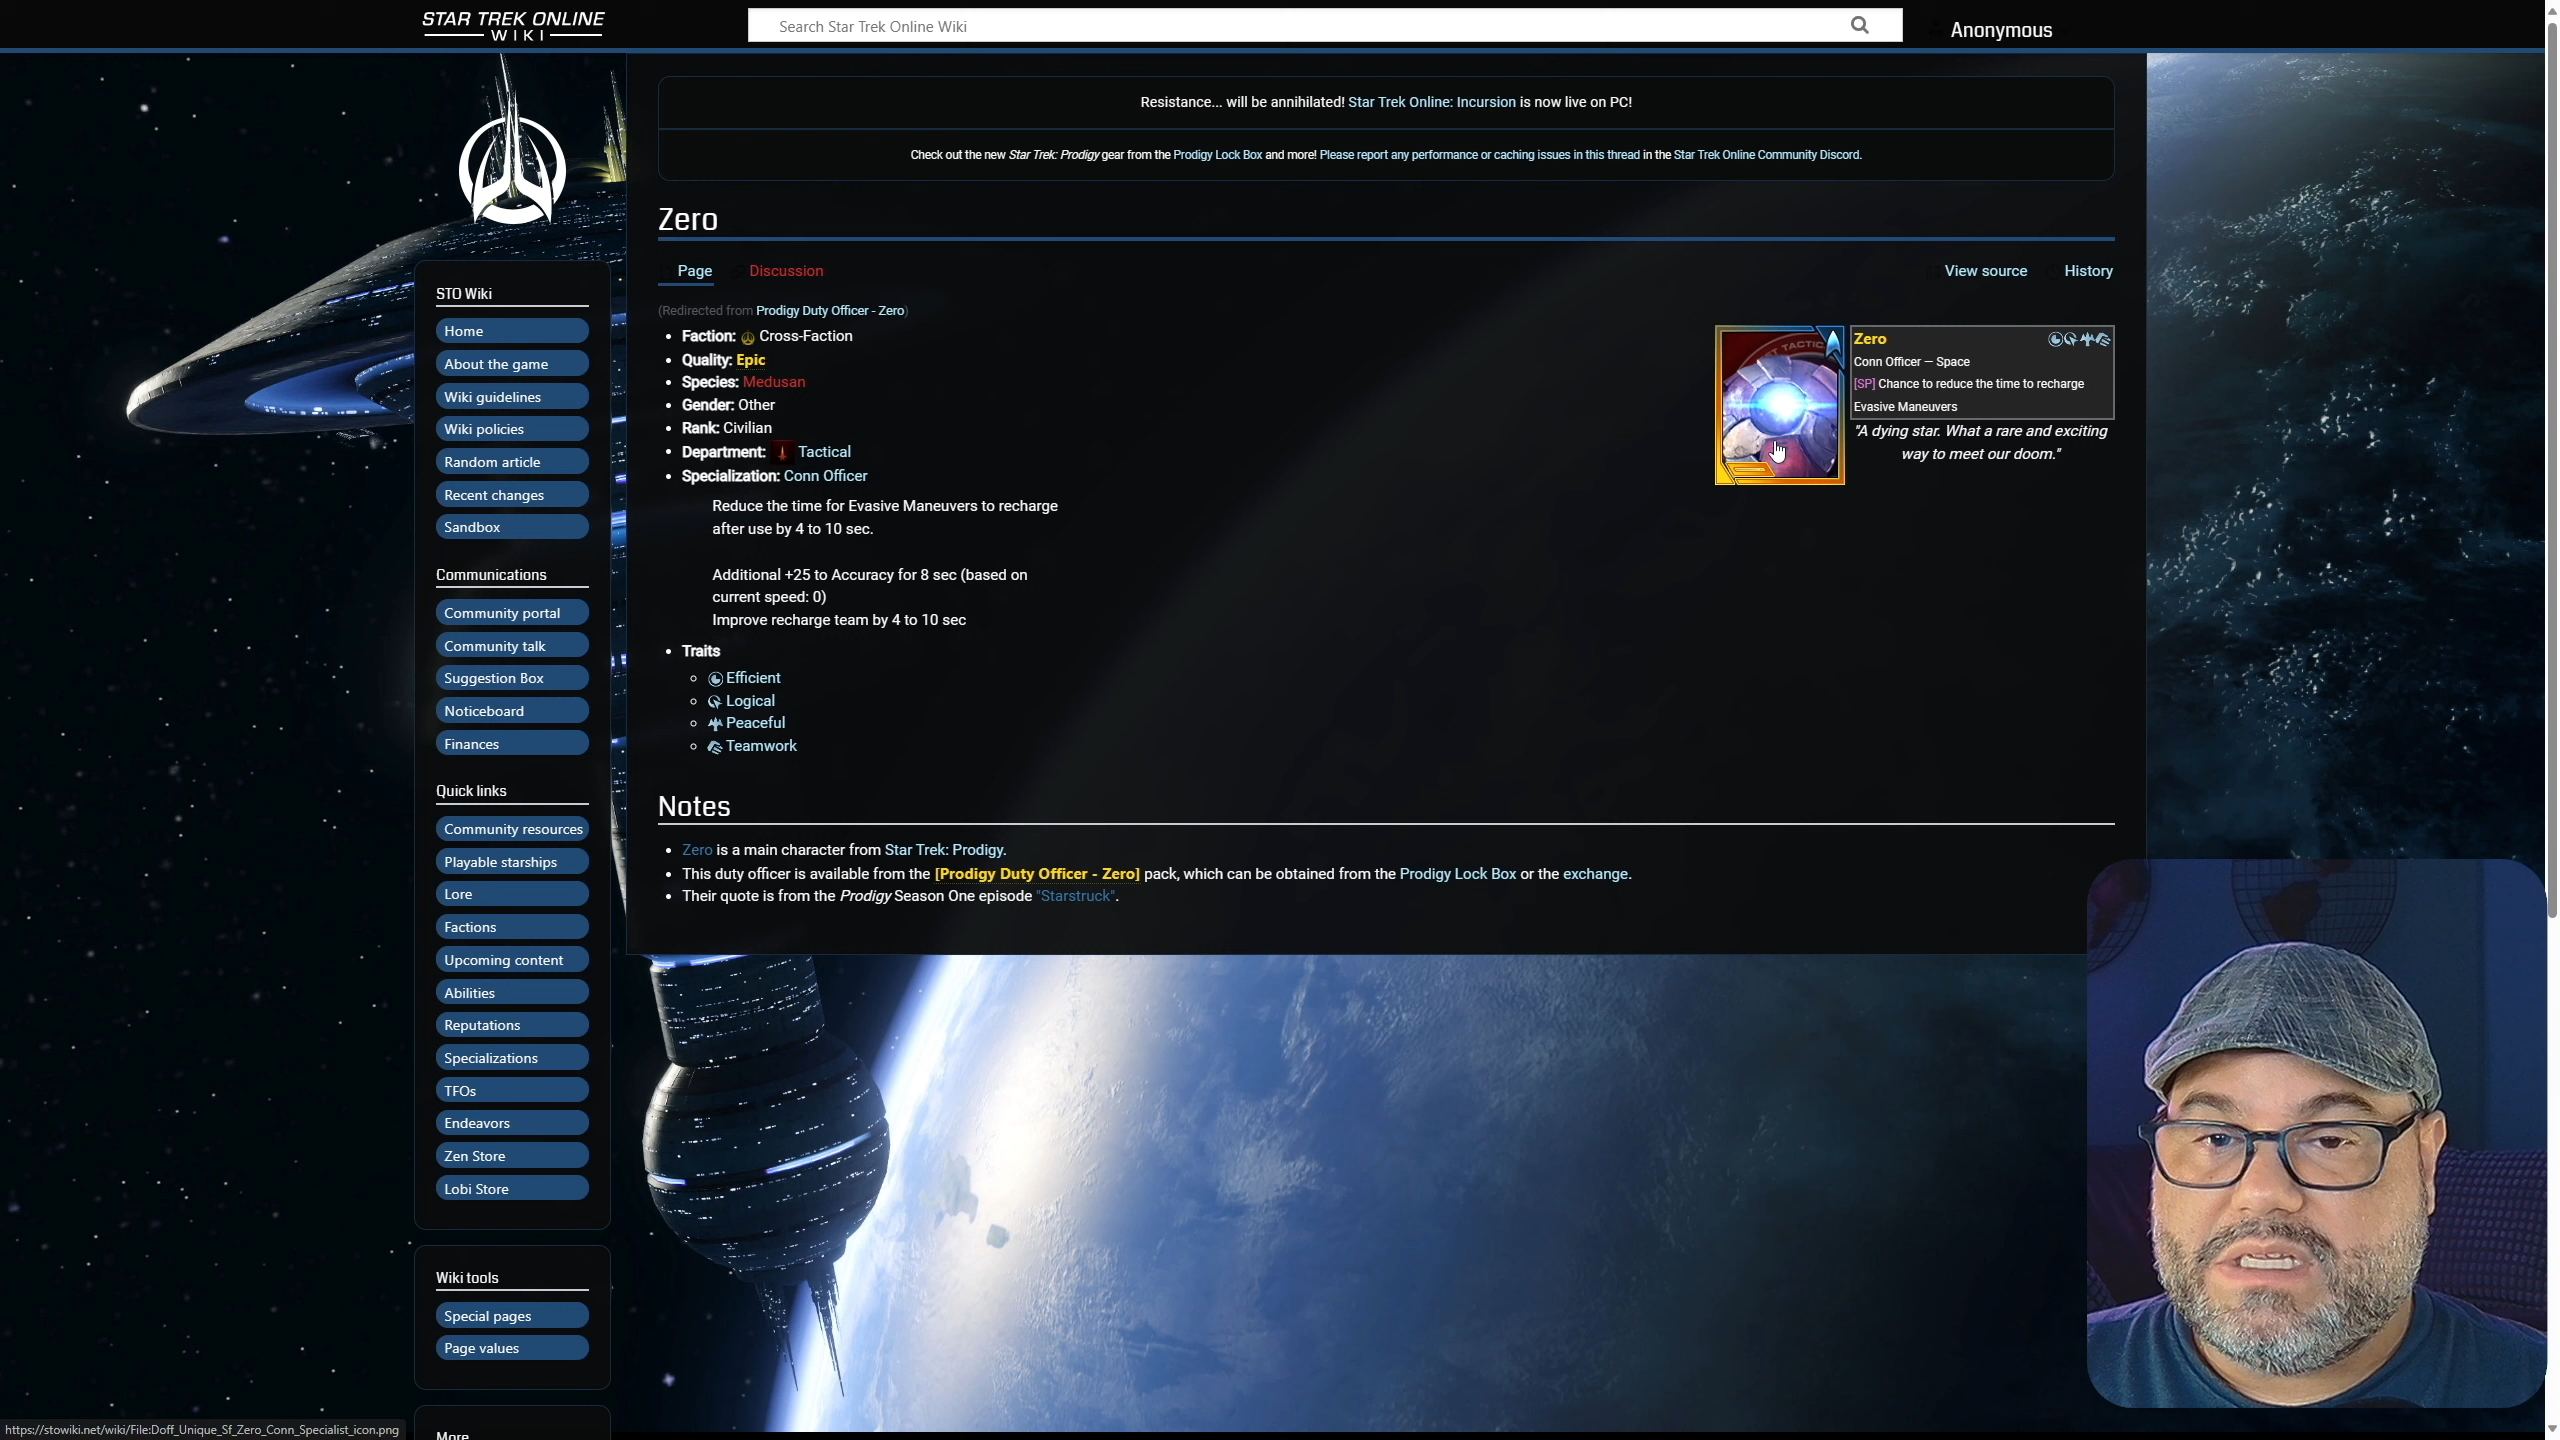 STAR TREK ONLINE
WIKI
Search Star Trek Online Wiki
Anonymous
Resistance... will be annihilated! Star Trek Online: Incursion is now live on PC!
Check out the new Star Trek: Prodigy gear from the Prodigy Lock Box and more! Please report any performance or caching issues in this thread in the Star Trek Online Community Discord.
Zero
Page
Discussion
View source
History
(Redirected from Prodigy Duty Officer - Zero)
Faction: Cross-Faction
Quality: Epic
Species: Medusan
Gender: Other
Rank: Civilian
Department: Tactical
Specialization: Conn Officer
Reduce the time for Evasive Maneuvers to recharge
after use by 4 to 10 sec.
Additional +25 to Accuracy for 8 sec (based on
current speed: 0)
Improve recharge team by 4 to 10 sec
Traits
Efficient
Logical
Peaceful
Teamwork
TACTIC
Zero
Conn Officer — Space
[SP] Chance to reduce the time to recharge
Evasive Maneuvers
"A dying star. What a rare and exciting
way to meet our doom."
Notes
Zero is a main character from Star Trek: Prodigy.
This duty officer is available from the [Prodigy Duty Officer - Zero] pack, which can be obtained from the Prodigy Lock Box or the exchange.
Their quote is from the Prodigy Season One episode "Starstruck".
STO Wiki
Home
About the game
Wiki guidelines
Wiki policies
Random article
Recent changes
Sandbox
Communications
Community portal
Community talk
Suggestion Box
Noticeboard
Finances
Quick links
Community resources
Playable starships
Lore
Factions
Upcoming content
Abilities
Reputations
Specializations
TFOs
Endeavors
Zen Store
Lobi Store
Wiki tools
Special pages
Page values
More
https://stowiki.net/wiki/File:Doff_Unique_Sf_Zero_Conn_Specialist_icon.png